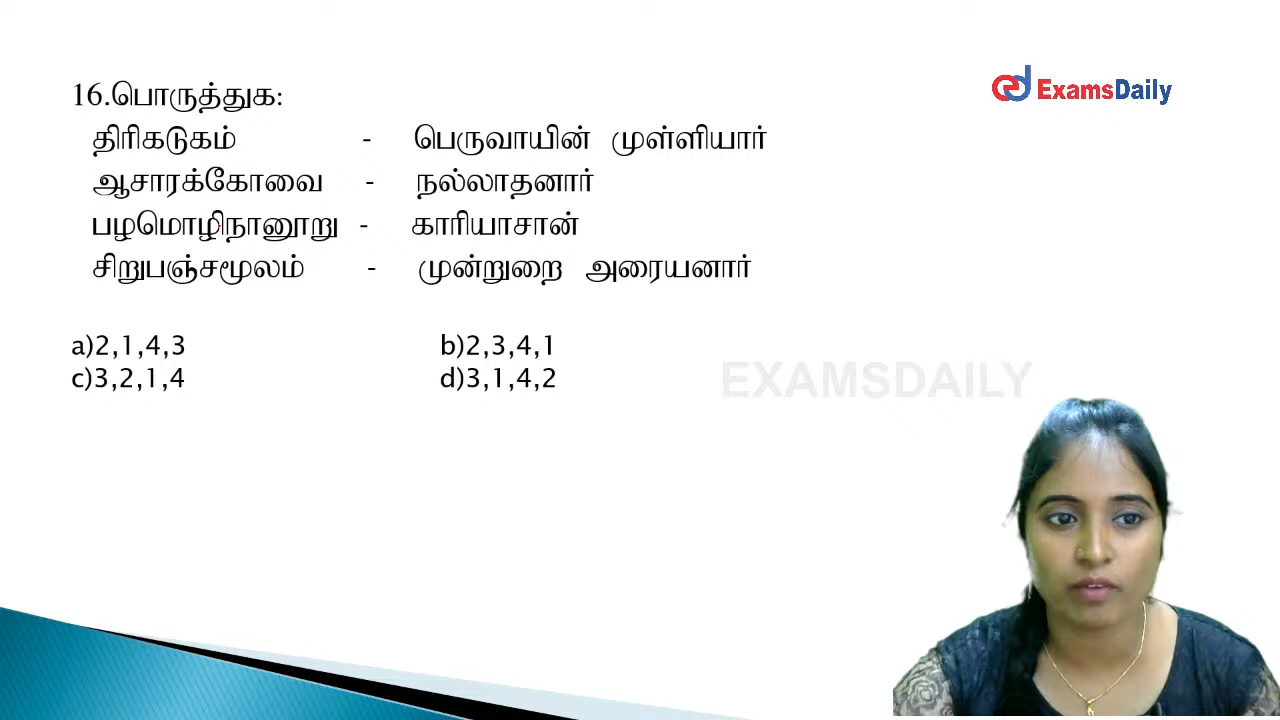 16.பொருத்துக:
ExamsDaily
திரிகடுகம் - பெருவாயின் முள்ளியார்
ஆசாரக்கோவை - நல்லாதனார்
பழமொழிநானூறு - காரியாசான்
சிறுபஞ்சமூலம் - முன்றுறை அரையனார்
a)2,1,4,3 b)2,3,4,1
c)3,2,1,4 d)3,1,4,2
EXAMSDAILY